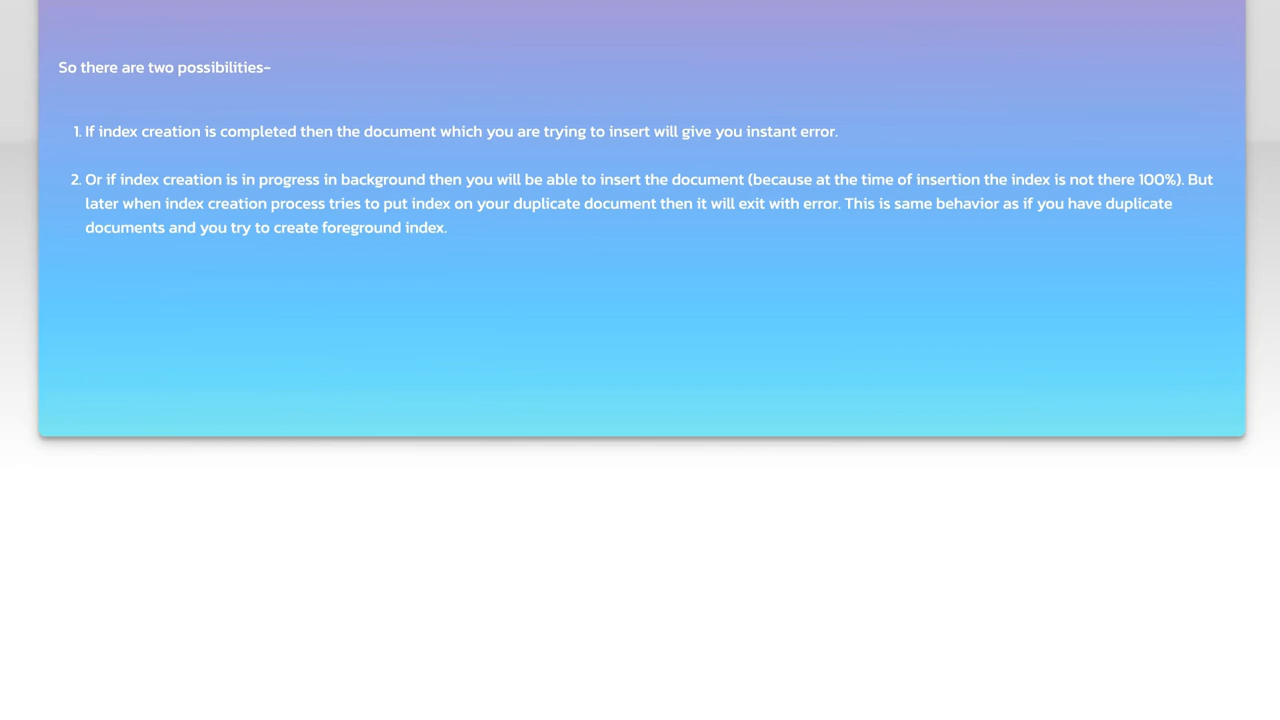 So there are two possibilities-
1. If index creation is completed then the document which you are trying to insert will give you instant error.
2. Or if index creation is in progress in background then you will be able to insert the document (because at the time of insertion the index is not there 100%). But
later when index creation process tries to put index on your duplicate document then it will exit with error. This is same behavior as if you have duplicate
documents and you try to create foreground index.